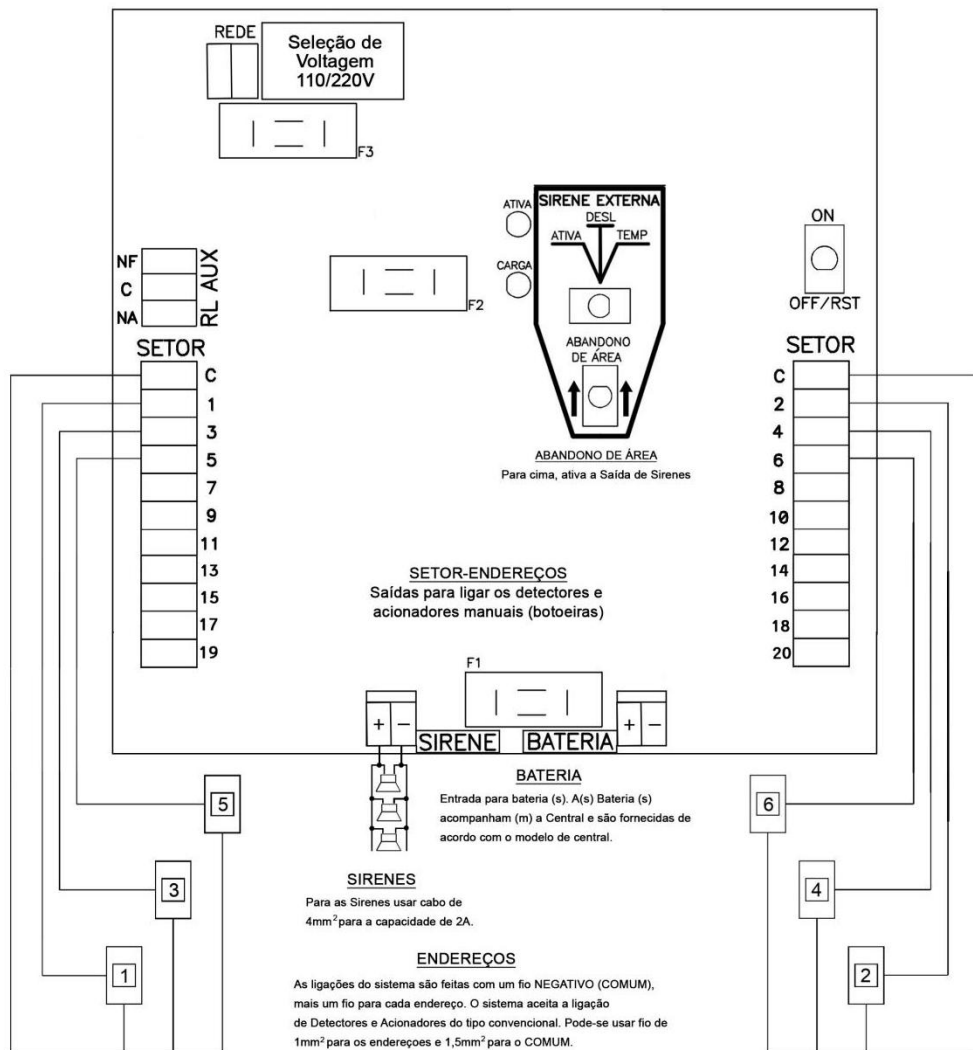 REDE
Seleção de
Voltagem
110/220V
F3
ATIVA
SIRENE EXTERNA
DESL
ATIVA
TEMP
CARGA
ON
OFF/RST
NF
C
NA
RL AUX
F2
ABANDONO
DE ÁREA
SETOR
C
1
3
5
7
9
11
13
15
17
19
SETOR
C
2
4
6
8
10
12
14
16
18
20
ABANDONO DE ÁREA
Para cima, ativa a Saída de Sirenes
SETOR-ENDEREÇOS
Saídas para ligar os detectores e
acionadores manuais (botoeiras)
F1
+ -
SIRENE
BATERIA
+ -
BATERIA
Entrada para bateria (s). A(s) Bateria (s)
acompanham (m) a Central e são fornecidas de
acordo com o modelo de central.
5
6
SIRENES
Para as Sirenes usar cabo de
4mm² para a capacidade de 2A.
3
4
ENDEREÇOS
As ligações do sistema são feitas com um fio NEGATIVO (COMUM),
mais um fio para cada endereço. O sistema aceita a ligação
de Detectores e Acionadores do tipo convencional. Pode-se usar fio de
1mm² para os endereçoes e 1,5mm² para o COMUM.
1
2